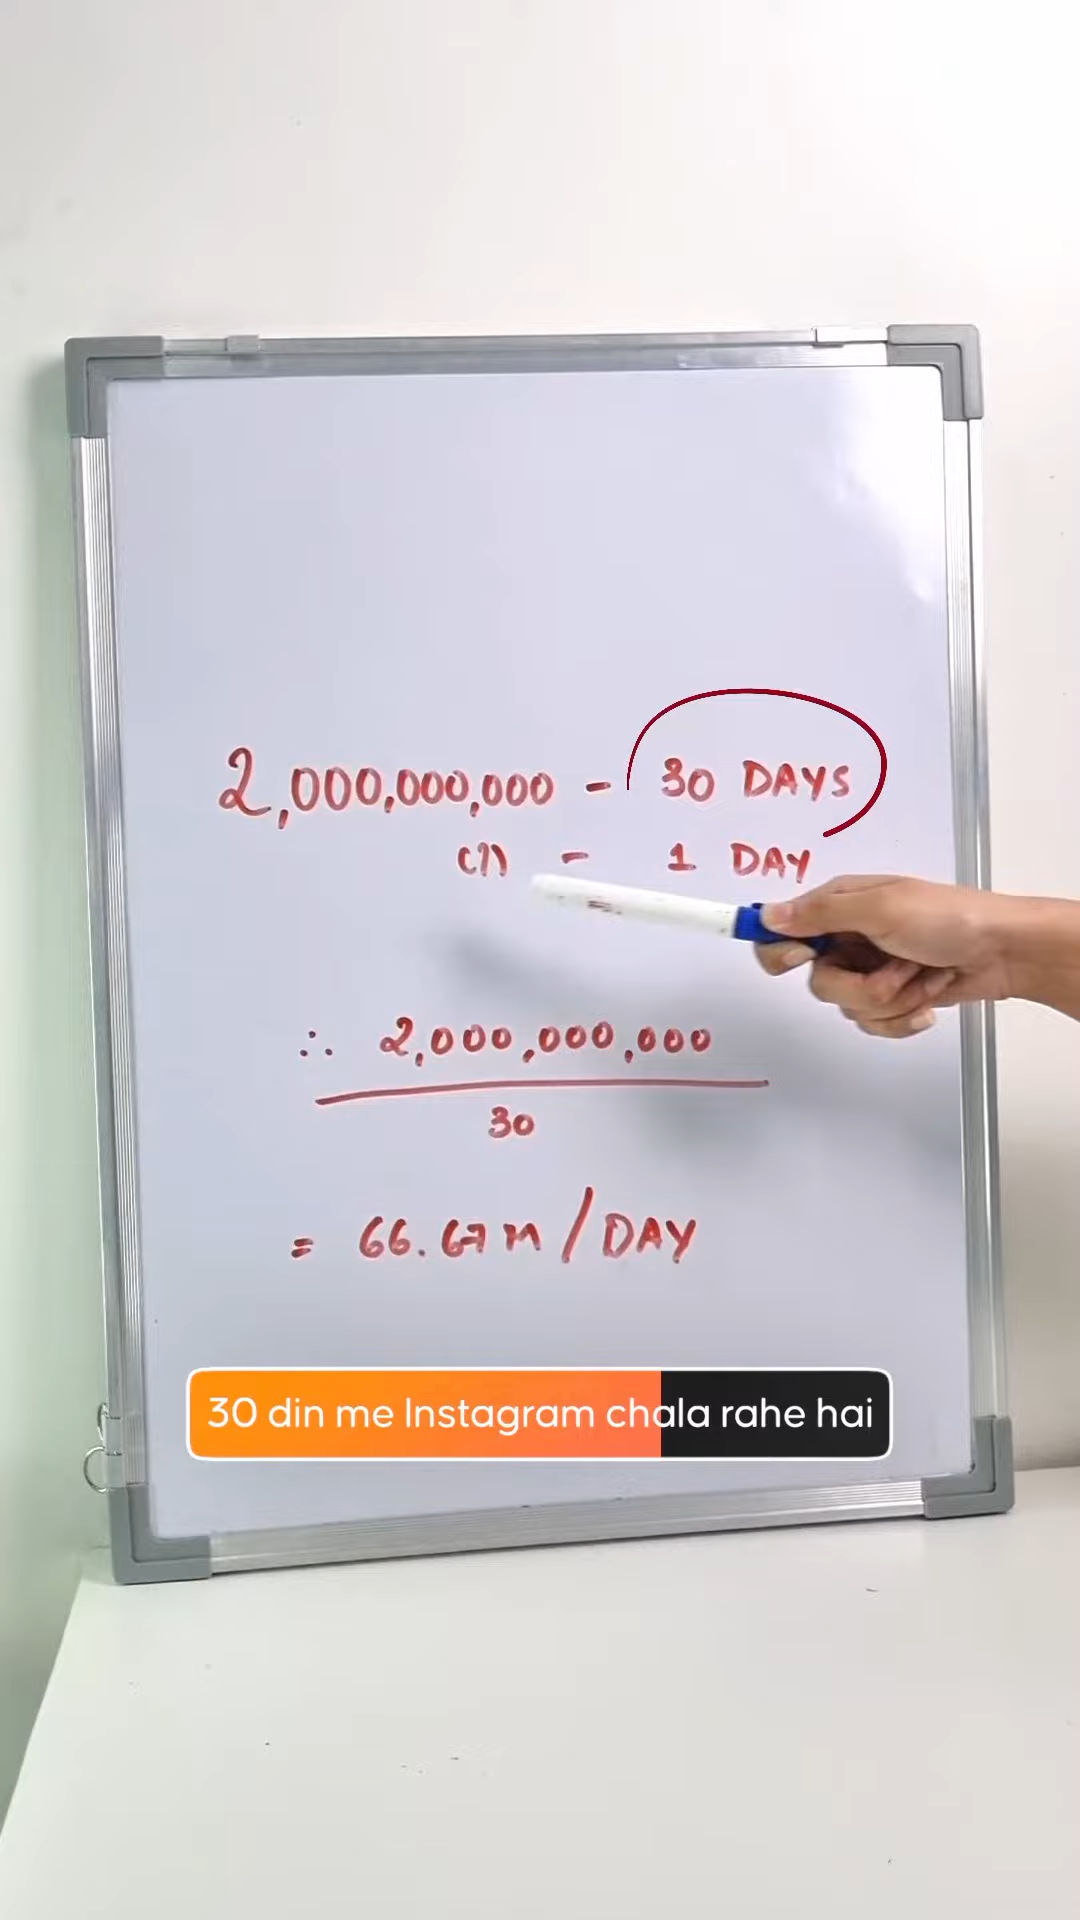 2,000,000,000 - 30 DAYS
(?) - 1 DAY
∴ 2,000,000,000
30
= 66.67M/DAY
30 din me Instagram chala rahe hai